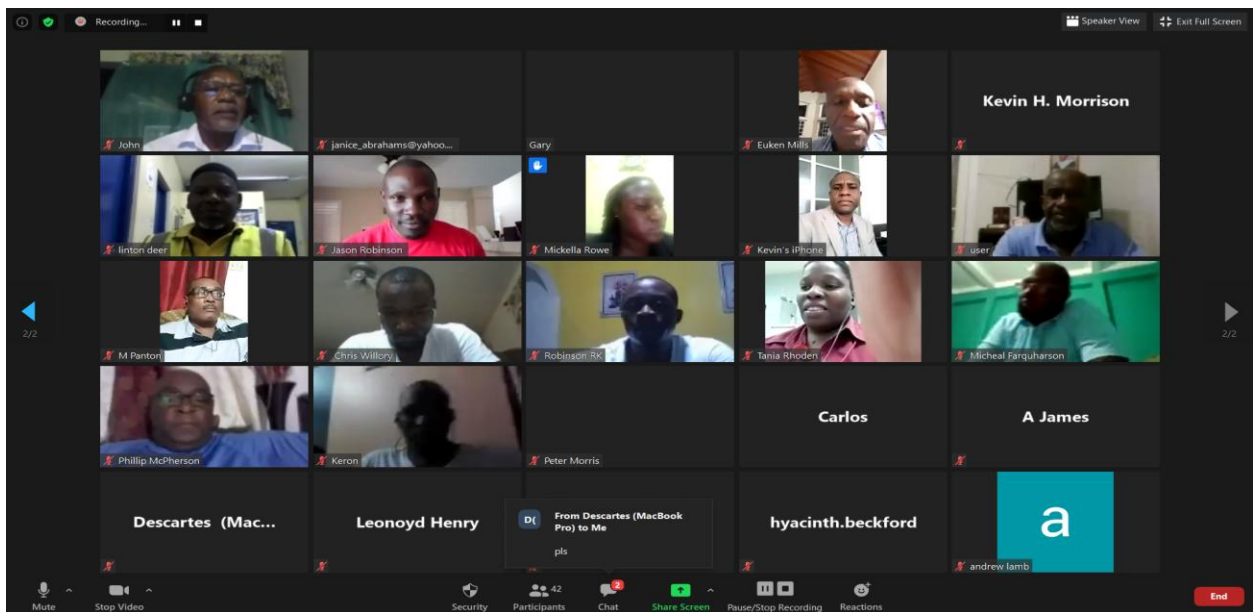 Recording...
Speaker View
Exit Full Screen
John
janice_abrahams@yahoo....
Gary
Euken Mills
Kevin H. Morrison
linton deer
Jason Robinson
Mickella Rowe
Kevin's iPhone
user
2/2
2/2
M Panton
Chris Willory
Robinson RK
Tania Rhoden
Micheal Farquharson
Phillip McPherson
Keron
Peter Morris
Carlos
A James
Descartes (Mac...
Leonoyd Henry
D(
From Descartes (MacBook
Pro) to Me
pls
hyacinth.beckford
a
andrew lamb
Mute
Stop Video
Security
42
Participants
2
Chat
Share Screen
Pause/Stop Recording
Reactions
End